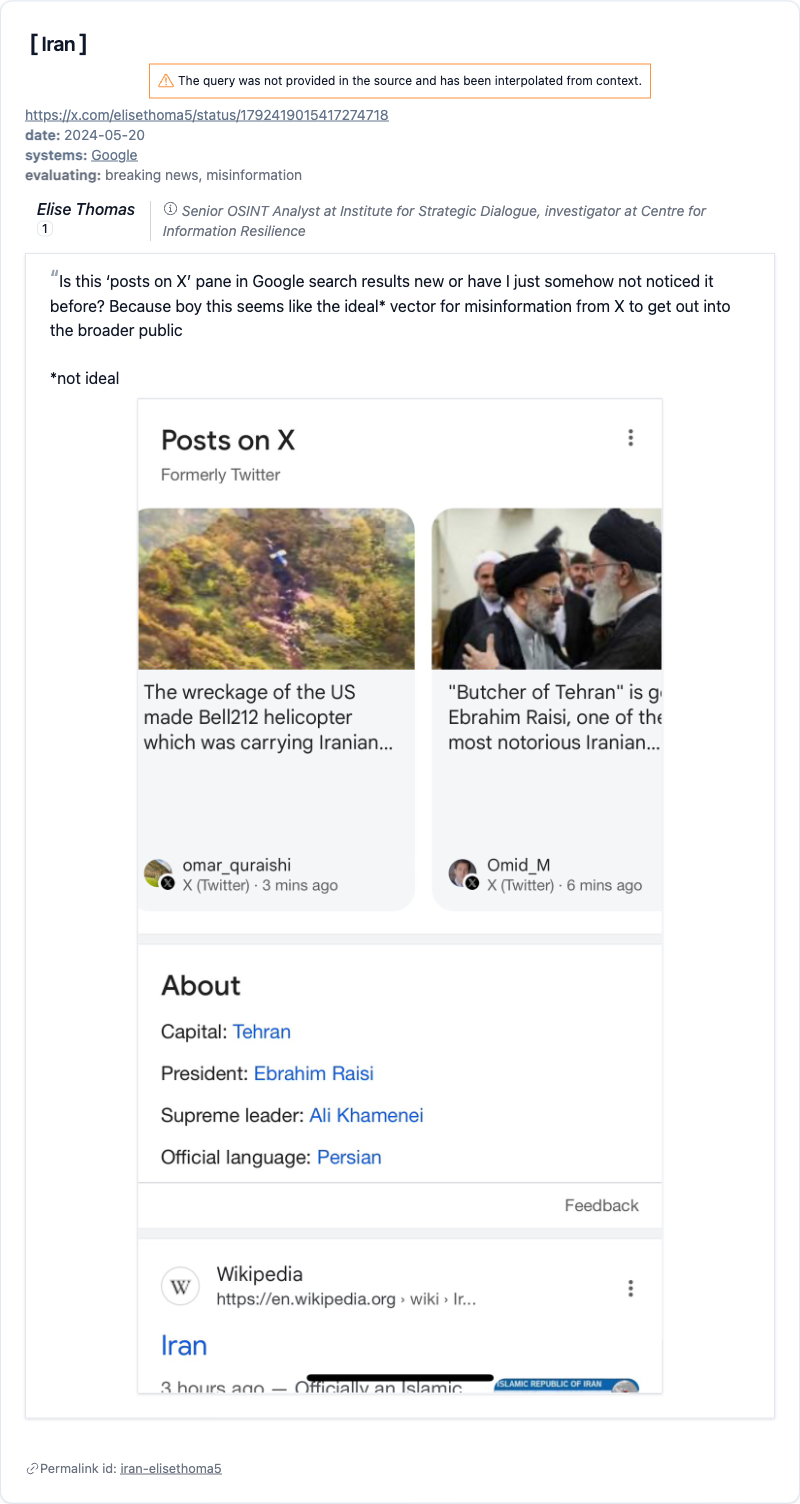 [ Iran ]
The query was not provided in the source and has been interpolated from context.
https://x.com/elisethoma5/status/1792419015417274718
date: 2024-05-20
systems: Google
evaluating: breaking news, misinformation
Elise Thomas
1
Senior OSINT Analyst at Institute for Strategic Dialogue, investigator at Centre for
Information Resilience
“Is this ‘posts on X’ pane in Google search results new or have I just somehow not noticed it
before? Because boy this seems like the ideal* vector for misinformation from X to get out into
the broader public
*not ideal
Posts on X
Formerly Twitter
The wreckage of the US
made Bell212 helicopter
which was carrying Iranian...
omar_quraishi
X (Twitter) · 3 mins ago
"Butcher of Tehran" is g
Ebrahim Raisi, one of the
most notorious Iranian...
Omid_M
X (Twitter) · 6 mins ago
About
Capital: Tehran
President: Ebrahim Raisi
Supreme leader: Ali Khamenei
Official language: Persian
Feedback
W
Wikipedia
https://en.wikipedia.org › wiki › Ir...
Iran
3 hours ago — Officially an Islamic
ISLAMIC REPUBLIC OF IRAN
Permalink id: iran-elisethoma5